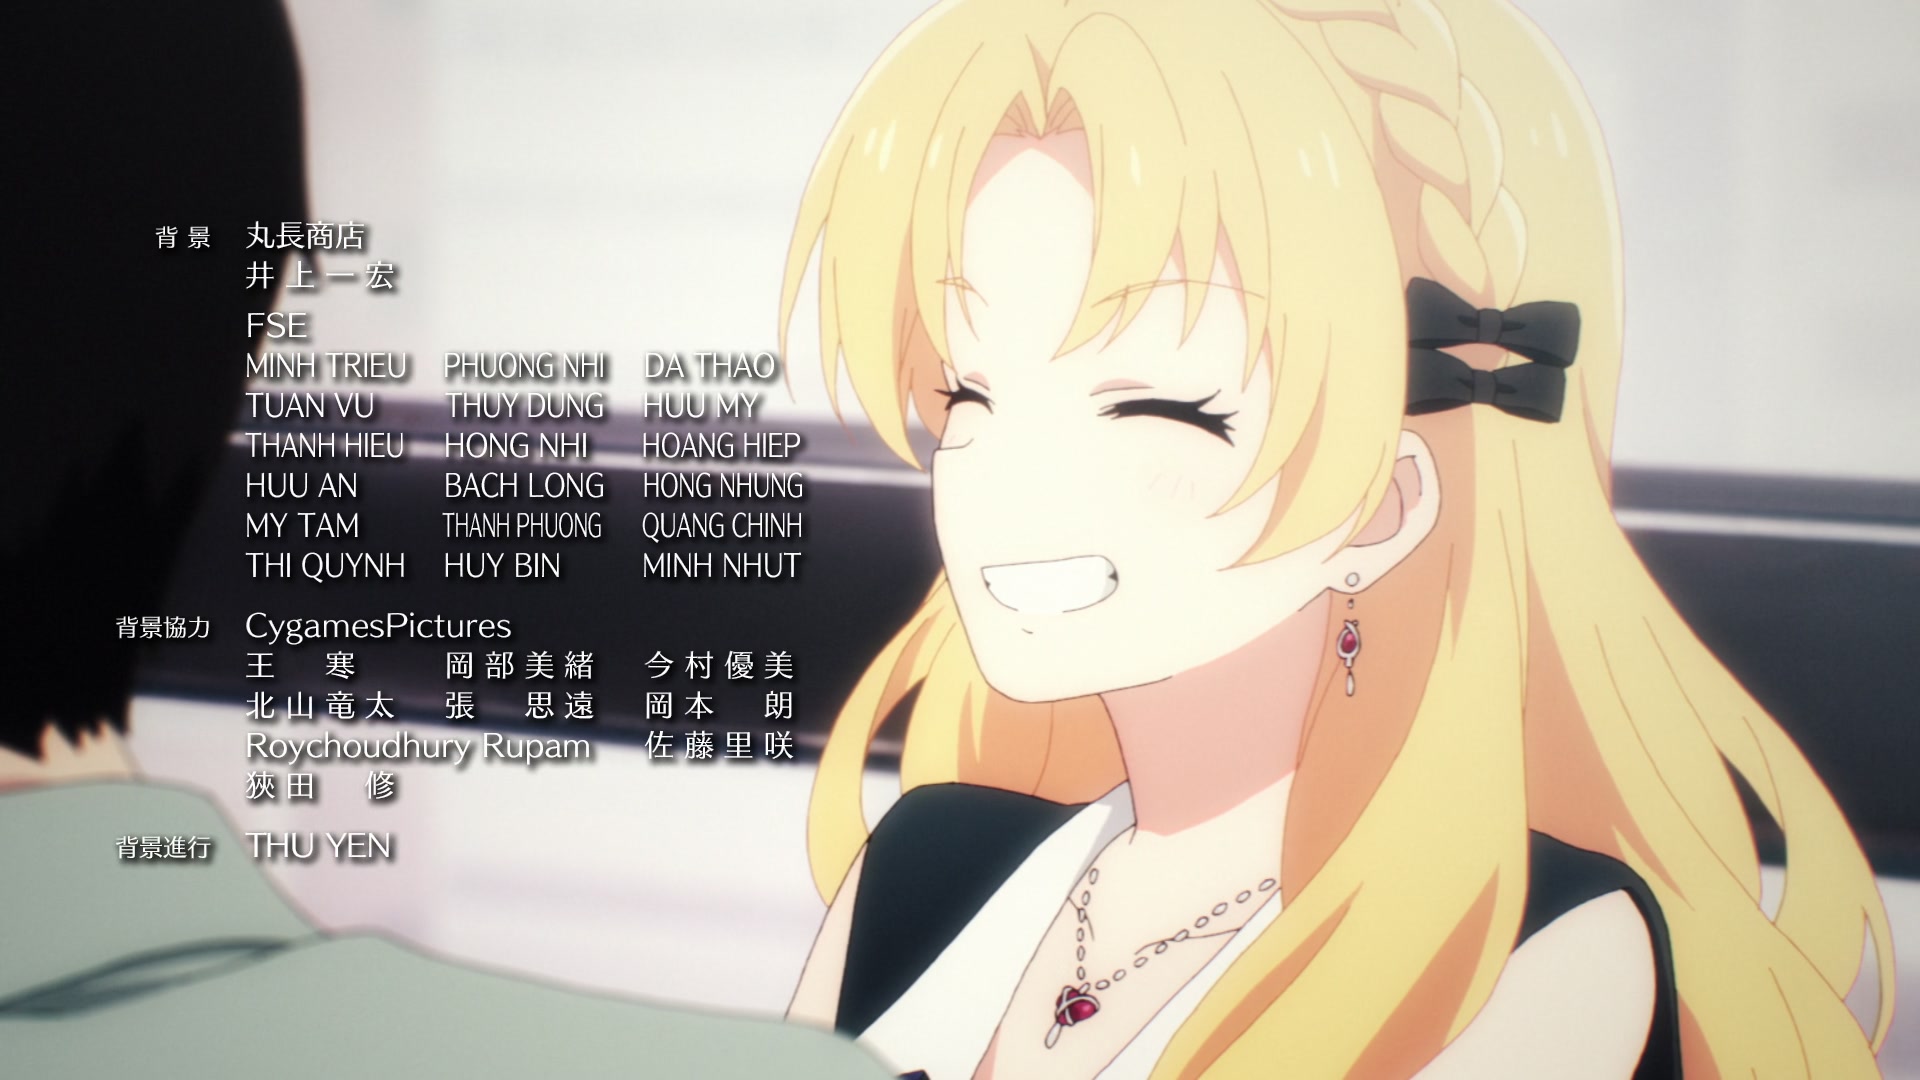 背景 丸長商店
井上一宏
FSE
MINH TRIEU PHUONG NHI DA THAO
TUAN VU THUY DUNG HUU MY
THANH HIEU HONG NHI HOANG HIEP
HUU AN BACH LONG HONG NHUNG
MY TAM THANH PHUONG QUANG CHINH
THI QUYNH HUY BIN MINH NHUT
背景協力 CygamesPictures
王寒 岡部美緒 今村優美
北山竜太 張思遠 岡本朗
Roychoudhury Rupam 佐藤里咲
狹田修
背景進行 THU YEN